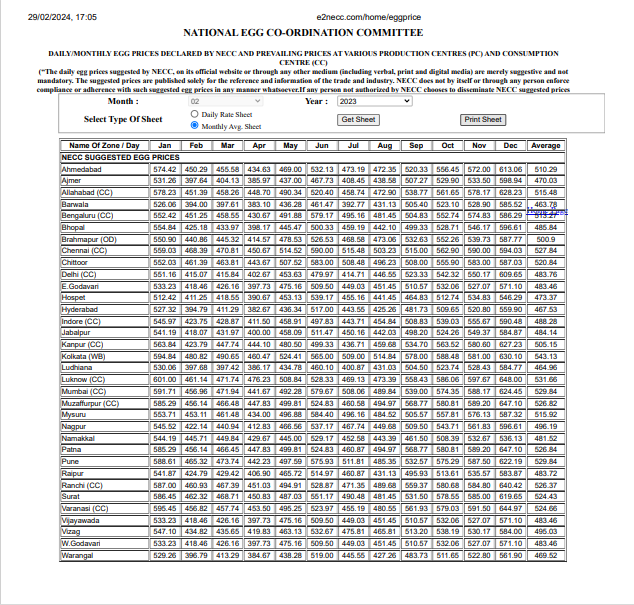 29/02/2024, 17:05 e2necc.com/home/eggprice
NATIONAL EGG CO-ORDINATION COMMITTEE
DAILY/MONTHLY EGG PRICES DECLARED BY NECC AND PREVAILING PRICES AT VARIOUS PRODUCTION CENTRES (PC) AND CONSUMPTION
CENTRE (CC)
("The daily egg prices suggested by NECC, on its official website or through any other medium (including verbal, print and digital media) are merely suggestive and not
mandatory. The suggested prices are published solely for the reference and information of the trade and industry. NECC does not by itself or through any person enforce
compliance or adherence with such suggested egg prices in any manner whatsoever.If any person not authorized by NECC chooses to disseminate NECC suggested prices
Month : 02 Year : 2023
Select Type Of Sheet Daily Rate Sheet Get Sheet Print Sheet
Monthly Avg. Sheet
Name Of Zone / Day Jan Feb Mar Apr May Jun Jul Aug Sep Oct Nov Dec Average
NECC SUGGESTED EGG PRICES
Ahmedabad 574.42 450.29 455.58 434.63 469.00 532.13 473.19 472.35 520.33 556.45 572.00 613.06 510.29
Ajmer 531.26 397.64 404.13 385.97 437.00 467.73 408.45 438.58 507.27 529.90 533.50 598.94 470.03
Allahabad (CC) 578.23 451.39 458.26 448.70 490.34 520.40 458.74 472.90 538.77 561.65 578.17 628.23 515.48
Barwala 526.06 394.00 397.61 383.10 436.28 461.47 392.77 431.13 505.40 523.10 528.90 585.52 463.78
Bengaluru (CC) 552.42 451.25 458.55 430.67 491.88 579.17 495.16 481.45 504.83 552.74 574.83 586.29
Bhopal 554.84 425.18 433.97 398.17 445.47 500.33 459.19 442.10 499.33 528.71 546.17 596.61 485.84
Brahmapur (OD) 550.90 440.86 445.32 414.57 478.53 526.53 468.58 473.06 532.63 552.26 539.73 587.77 500.9
Chennai (CC) 559.03 468.39 470.81 450.67 514.52 590.00 515.48 503.23 515.00 562.90 590.00 594.03 527.84
Chittoor 552.03 461.39 463.81 443.67 507.52 583.00 508.48 496.23 508.00 555.90 583.00 587.03 520.84
Delhi (CC) 551.16 415.07 415.84 402.67 453.63 479.97 414.71 446.55 523.33 542.32 550.17 609.65 483.76
E.Godavari 533.23 418.46 426.16 397.73 475.16 509.50 449.03 451.45 510.57 532.06 527.07 571.10 483.46
Hospet 512.42 411.25 418.55 390.67 513.13 539.17 455.16 441.45 464.83 512.74 534.83 546.29 473.37
Hyderabad 527.32 394.79 411.29 382.67 436.34 517.00 443.55 425.26 481.73 509.65 520.80 559.90 467.53
Indore (CC) 545.97 423.75 428.87 411.50 458.11 497.83 443.71 454.84 508.83 539.03 555.67 590.48 488.28
Jabalpur 541.19 418.07 431.97 400.00 458.09 511.47 450.16 442.03 498.20 524.26 549.37 584.87 484.14
Kanpur (CC) 563.84 423.79 447.74 444.10 480.50 499.33 436.71 459.68 534.70 563.52 580.60 627.23 505.15
Kolkata (WB) 594.84 480.82 490.65 460.47 524.41 565.00 509.00 514.84 578.00 588.48 581.00 630.10 543.13
Ludhiana 530.06 397.68 397.42 386.17 434.78 460.10 400.87 431.03 504.50 523.74 528.43 584.77 464.96
Luknow (CC) 601.00 461.14 471.74 476.23 508.84 528.33 469.13 473.39 558.43 586.06 597.67 648.00 531.66
Mumbai (CC) 591.71 456.96 471.94 441.67 492.28 579.67 508.06 489.84 539.00 574.35 588.17 624.45 529.84
Muzaffurpur (CC) 585.29 456.14 466.48 447.83 499.81 524.83 460.58 494.97 568.77 580.81 589.20 647.10 526.82
Mysuru 553.71 453.11 461.48 434.00 496.88 584.40 496.16 484.52 505.57 557.81 576.13 587.32 515.92
Nagpur 545.52 422.14 440.94 412.83 466.56 537.17 467.74 449.68 509.50 543.71 561.83 596.61 496.19
Namakkal 544.19 445.71 449.84 429.67 445.00 529.17 452.58 443.39 461.50 508.39 532.67 536.13 481.52
Patna 585.29 456.14 466.45 447.83 499.81 524.83 460.87 494.97 568.77 580.81 589.20 647.10 526.84
Pune 588.61 465.32 473.74 442.23 457.68 575.93 511.81 485.35 532.57 575.29 587.50 622.19 529.84
Raipur 541.87 424.79 429.42 406.90 465.72 514.97 460.87 431.13 495.93 513.61 535.57 583.87 483.72
Ranchi (CC) 587.00 460.93 467.39 451.03 494.91 528.87 471.35 489.68 559.37 580.68 584.80 640.42 526.37
Surat 586.45 462.32 468.71 450.83 487.03 551.17 490.48 481.45 531.50 578.55 585.00 619.65 524.43
Varanasi (CC) 595.45 456.82 457.74 453.50 495.25 523.97 455.19 480.55 561.93 579.03 591.50 644.97 524.66
Vijayawada 533.23 418.46 426.16 397.73 475.16 509.50 449.03 451.45 510.57 532.06 527.07 571.10 483.46
Vizag 547.10 434.82 435.65 419.83 463.13 532.67 475.81 465.81 513.20 538.19 530.17 584.00 495.03
W.Godavari 533.23 418.46 426.16 397.73 475.16 509.50 449.03 451.45 510.57 532.06 527.07 571.10 483.46
Warangal 529.26 396.79 413.29 384.67 438.28 519.00 445.55 427.26 483.73 511.65 522.80 561.90 469.52